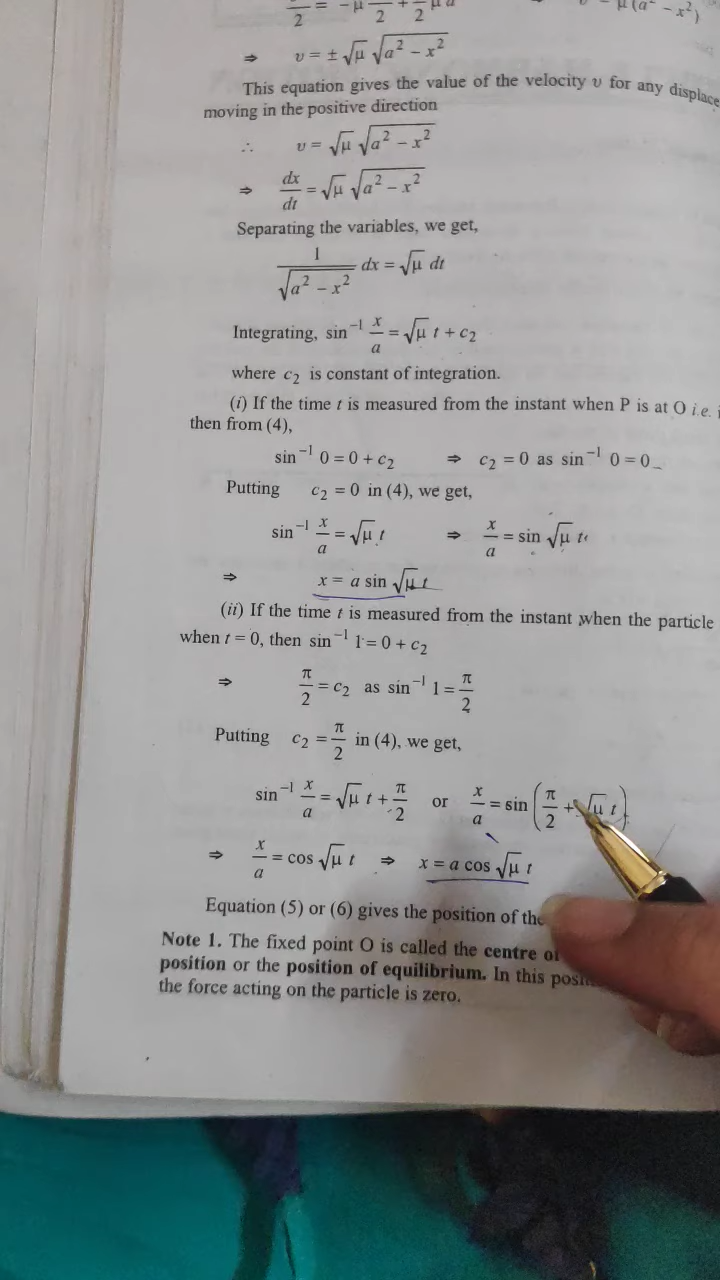 2 = −μ 2 + 2 μ a
⇒ v = ± √μ √(a² − x²)
This equation gives the value of the velocity v for any displace
moving in the positive direction
∴ v = √μ √(a² − x²)
⇒ dx/dt = √μ √(a² − x²)
Separating the variables, we get,
1/√(a² − x²) dx = √μ dt
Integrating, sin⁻¹ x/a = √μ t + c₂
where c₂ is constant of integration.
(i) If the time t is measured from the instant when P is at O i.e.
then from (4),
sin⁻¹ 0 = 0 + c₂ ⇒ c₂ = 0 as sin⁻¹ 0 = 0
Putting c₂ = 0 in (4), we get,
sin⁻¹ x/a = √μ t ⇒ x/a = sin √μ t
⇒ x = a sin √μ t
(ii) If the time t is measured from the instant when the particle
when t = 0, then sin⁻¹ 1 = 0 + c₂
⇒ π/2 = c₂ as sin⁻¹ 1 = π/2
Putting c₂ = π/2 in (4), we get,
sin⁻¹ x/a = √μ t + π/2 or x/a = sin (π/2 + √μ t)
⇒ x/a = cos √μ t ⇒ x = a cos √μ t
Equation (5) or (6) gives the position of the
Note 1. The fixed point O is called the centre of
position or the position of equilibrium. In this
the force acting on the particle is zero.